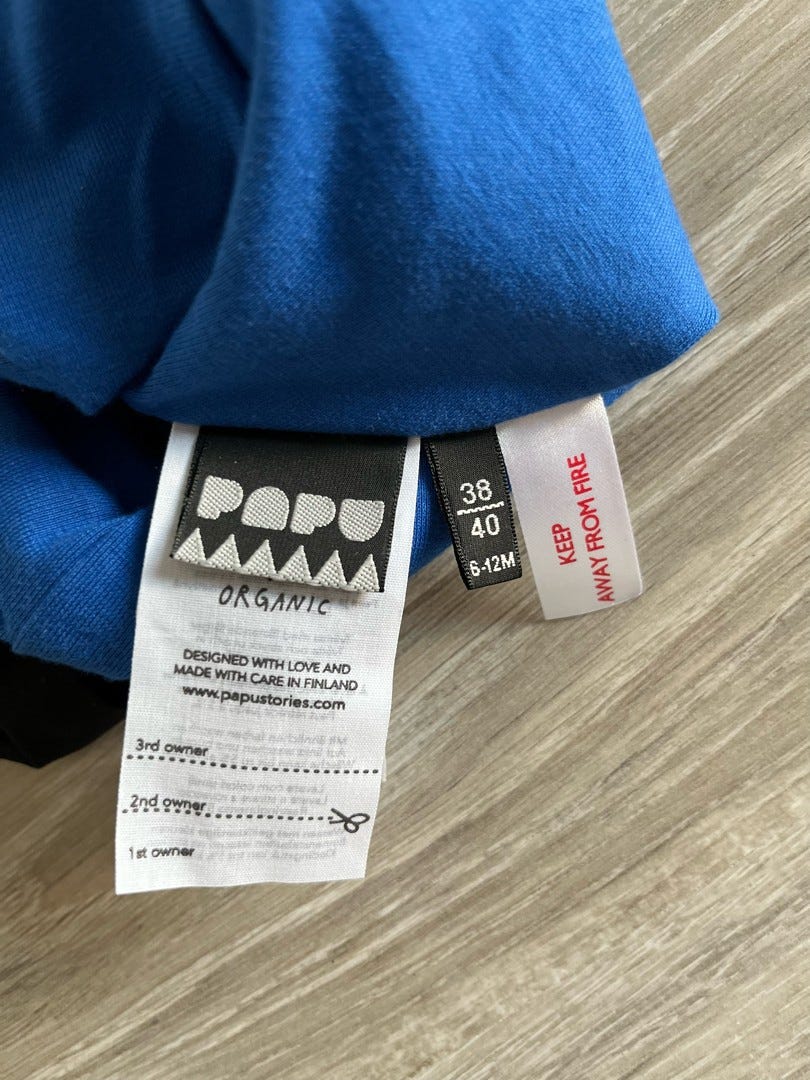 PAPU
ORGANIC
DESIGNED WITH LOVE AND
MADE WITH CARE IN FINLAND
www.papustories.com
3rd owner
2nd owner
1st owner
38
40
6-12M
KEEP
AWAY FROM FIRE